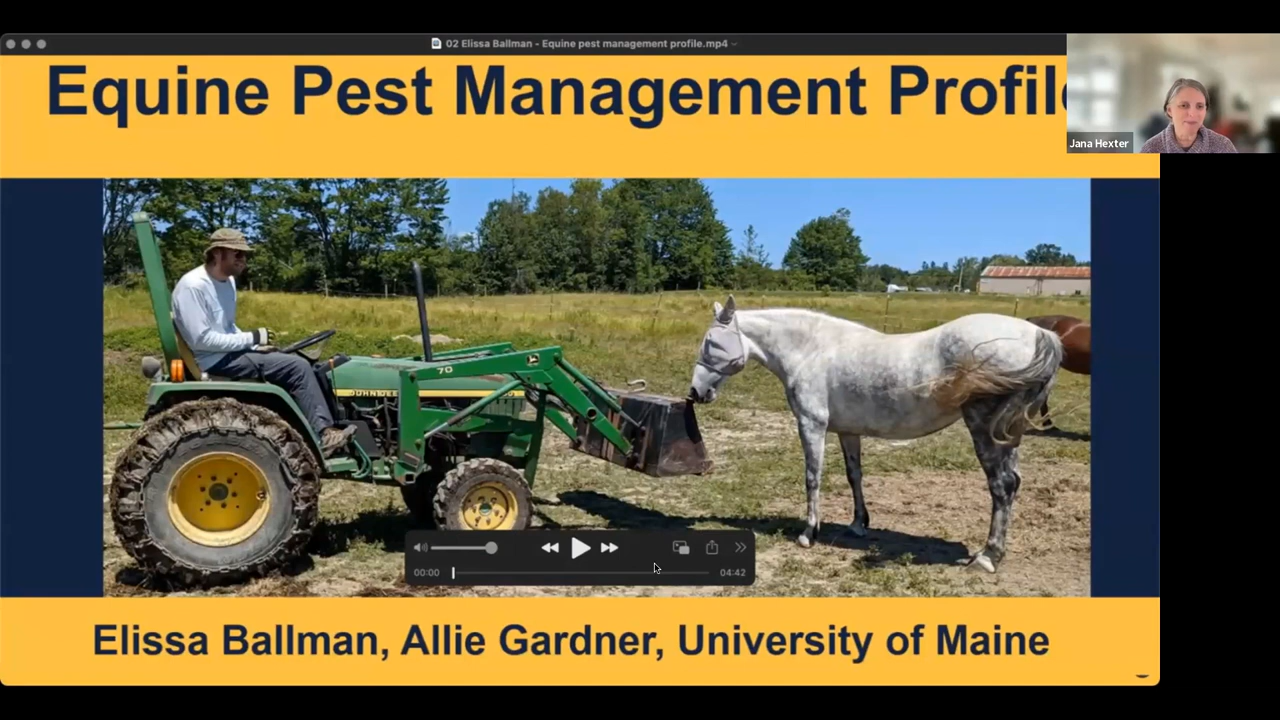 02 Elissa Ballman - Equine pest management profile.mp4
Equine Pest Management Profil
Jana Hexter
70
JOHN DEE
00:00
04:42
Elissa Ballman, Allie Gardner, University of Maine